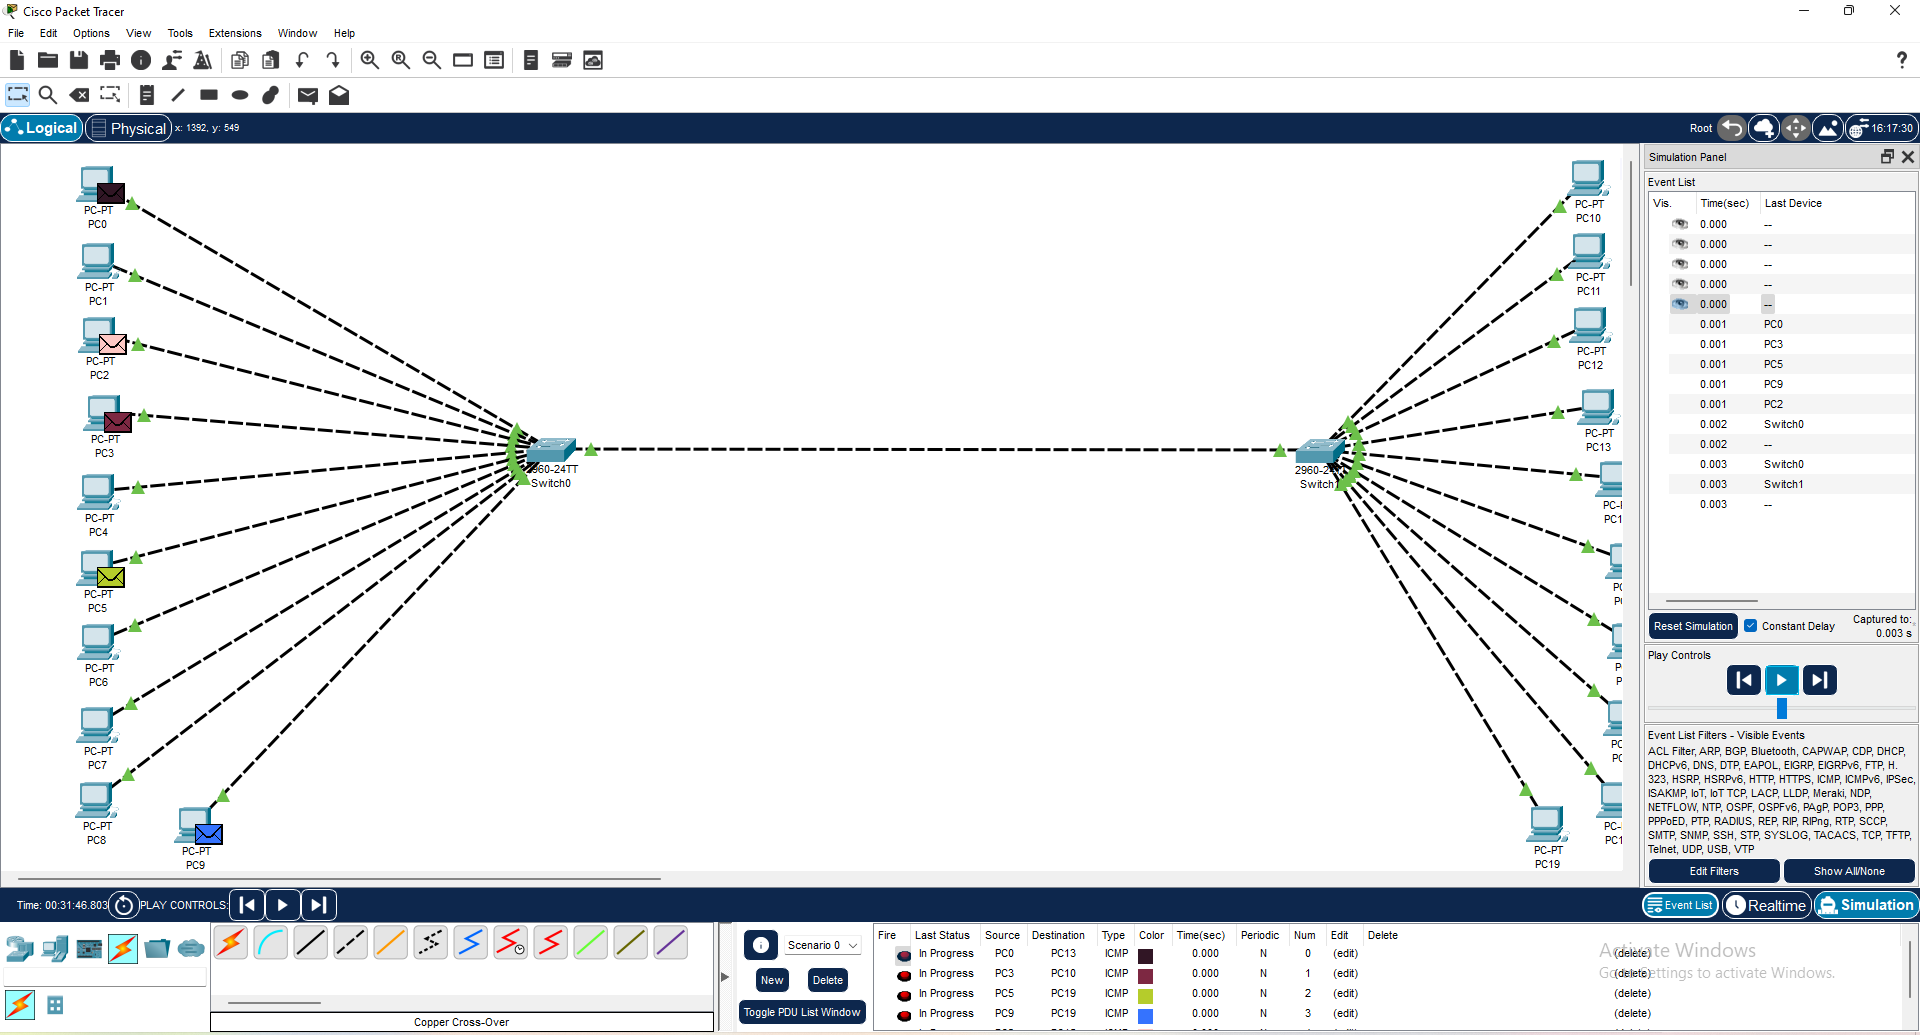 Cisco Packet Tracer
File Edit Options View Tools Extensions Window Help
Logical Physical x: 1392, y: 549 Root 16:17:30
PC-PT
PC0
PC-PT
PC1
PC-PT
PC2
PC-PT
PC3
PC-PT
PC4
PC-PT
PC5
PC-PT
PC6
PC-PT
PC7
PC-PT
PC8
PC-PT
PC9
2960-24TT
Switch0
2960-2
Switch1
PC-PT
PC10
PC-PT
PC11
PC-PT
PC12
PC-PT
PC13
PC-PT
PC19
Simulation Panel
Event List
Vis. Time(sec) Last Device
0.000 --
0.000 --
0.000 --
0.000 --
0.000 --
0.001 PC0
0.001 PC3
0.001 PC5
0.001 PC9
0.001 PC2
0.002 Switch0
0.002 --
0.003 Switch0
0.003 Switch1
0.003 --
Reset Simulation Constant Delay Captured to:
0.003 s
Play Controls
Event List Filters - Visible Events
ACL Filter, ARP, BGP, Bluetooth, CAPWAP, CDP, DHCP,
DHCPv6, DNS, DTP, EAPOL, EIGRP, EIGRPv6, FTP, H.
323, HSRP, HSRPv6, HTTP, HTTPS, ICMP, ICMPv6, IPSec,
ISAKMP, IoT, IoT TCP, LACP, LLDP, Meraki, NDP,
NETFLOW, NTP, OSPF, OSPFv6, PAgP, POP3, PPP,
PPPoED, PTP, RADIUS, REP, RIP, RIPng, RTP, SCCP,
SMTP, SNMP, SSH, STP, SYSLOG, TACACS, TCP, TFTP,
Telnet, UDP, USB, VTP
Edit Filters Show All/None
Time: 00:31:46.803 PLAY CONTROLS: Event List Realtime Simulation
Copper Cross-Over
Scenario 0
New Delete
Toggle PDU List Window
Fire Last Status Source Destination Type Color Time(sec) Periodic Num Edit Delete
In Progress PC0 PC13 ICMP 0.000 N 0 (edit) (delete)
In Progress PC3 PC10 ICMP 0.000 N 1 (edit) (delete)
In Progress PC5 PC19 ICMP 0.000 N 2 (edit) (delete)
In Progress PC9 PC19 ICMP 0.000 N 3 (edit) (delete)
Activate Windows
Go to Settings to activate Windows.